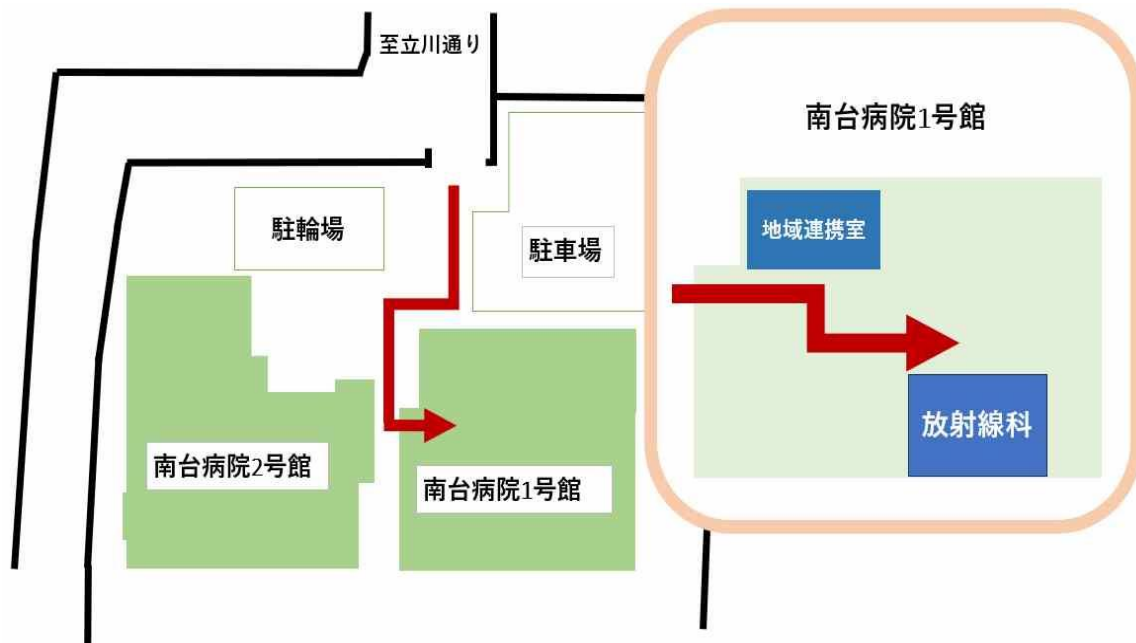 至立川通り
南台病院1号館
駐輪場
駐車場
地域連携室
放射線科
南台病院2号館
南台病院1号館